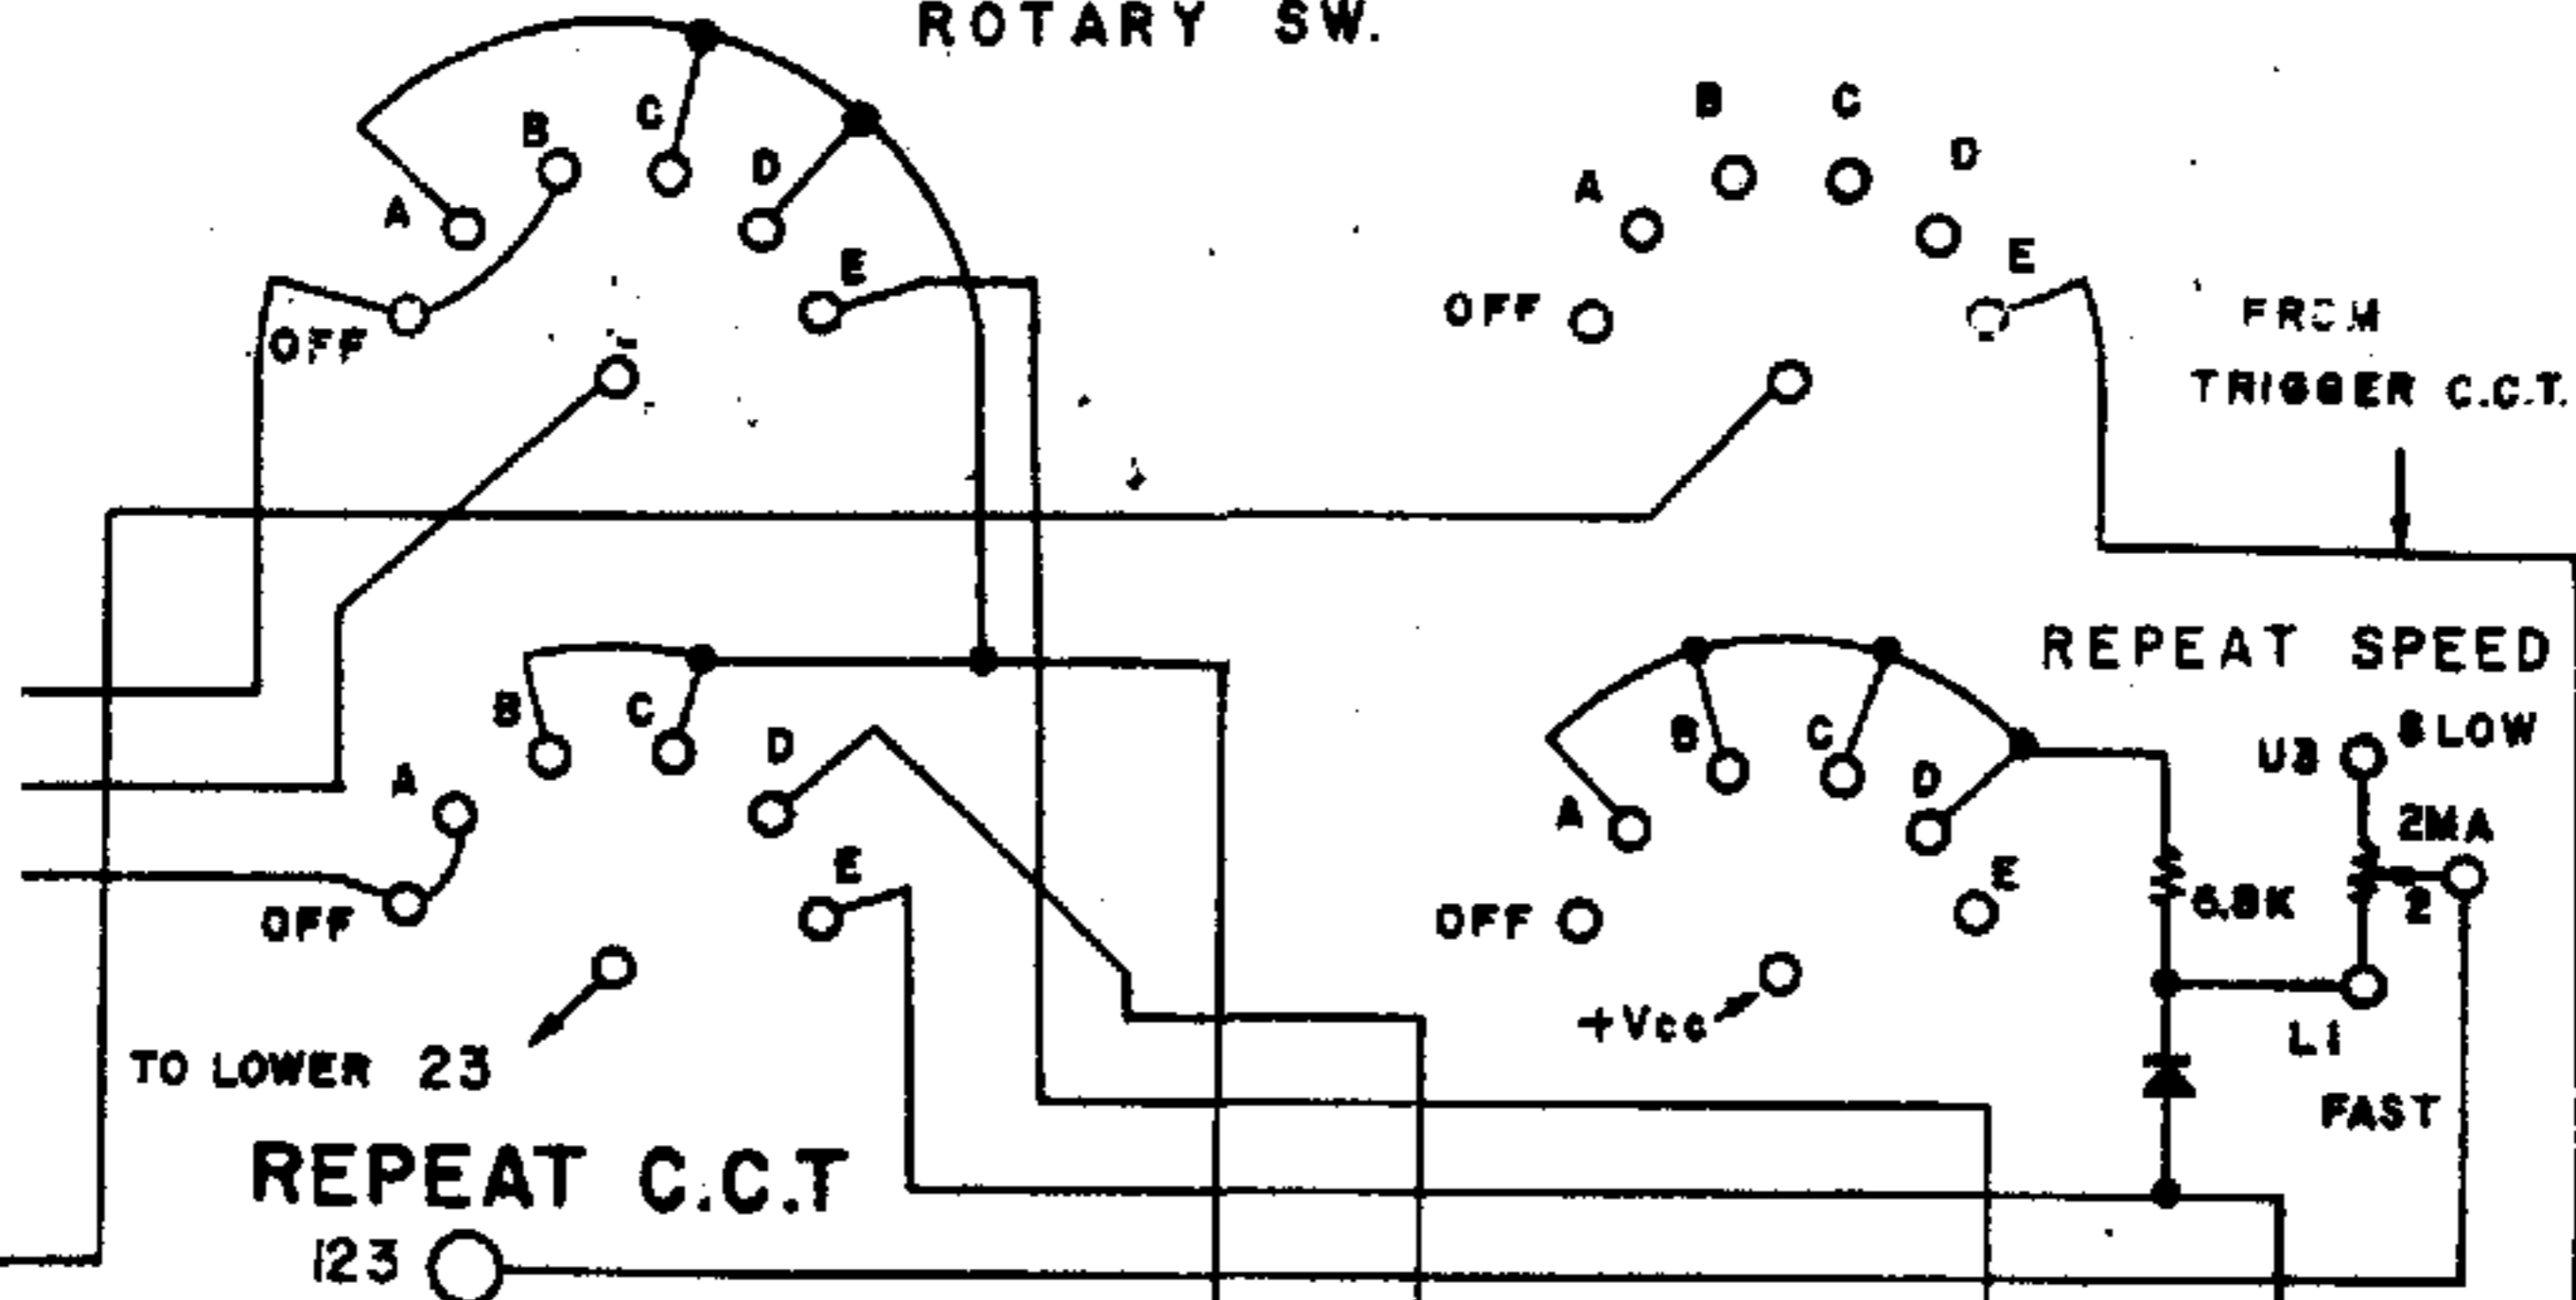 ROTARY SW.
B C
A B C D
D E
A
E
OFF
OFF
FROM
TRIGGER C.C.T.
REPEAT SPEED
B C D
B C D
SLOW
U3
A
A
2MA
E
E
6.8K
2
OFF
OFF
+Vcc
L1
TO LOWER 23
FAST
REPEAT C.C.T
123